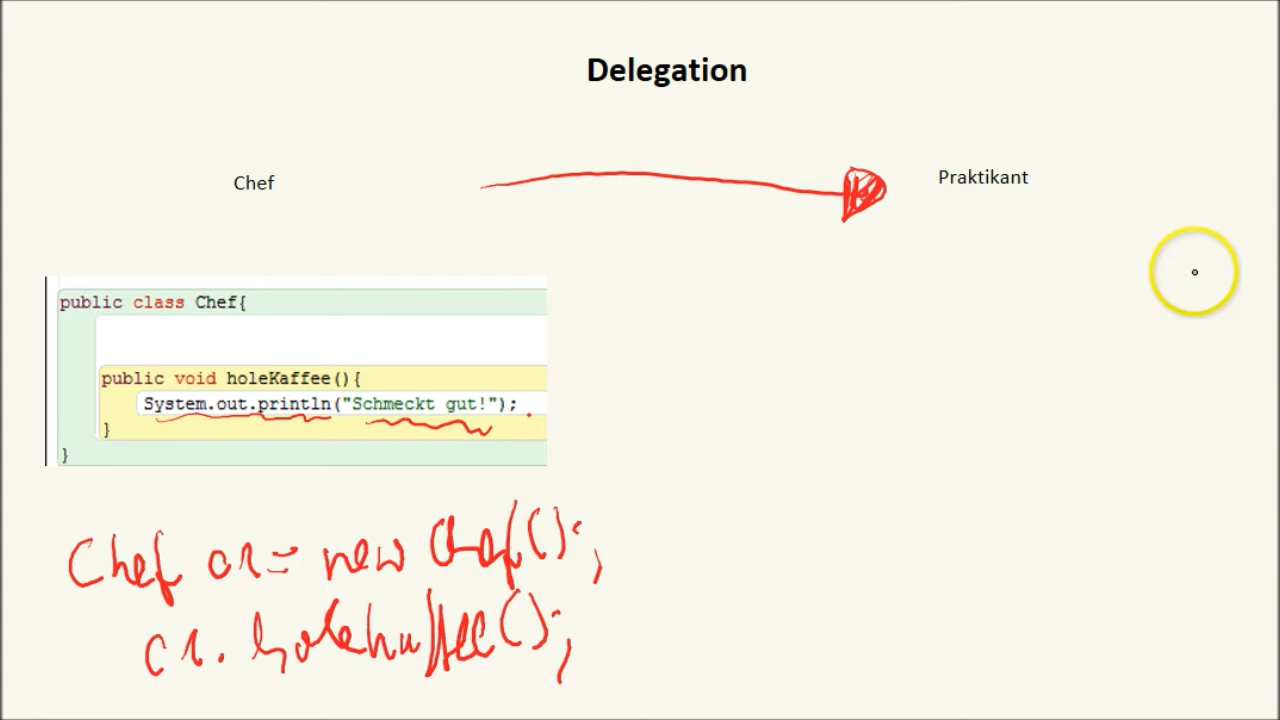 Delegation
Chef
Praktikant
public class Chef{
public void holeKaffee(){
System.out.println("Schmeckt gut!");
}
}
Chef c1= new Chef();
c1.holeKaffee();